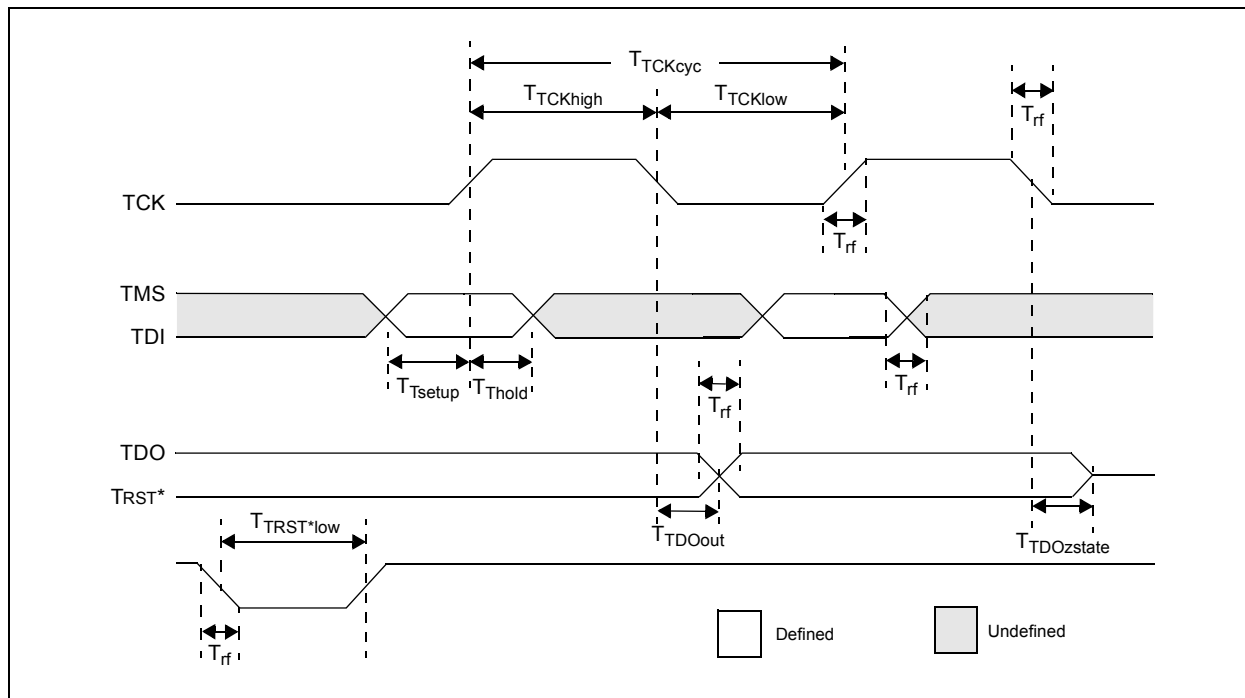 TTCKcyc
TTCKhigh
TTCKlow
Trf
TCK
Trf
TMS
TDI
TTsetup
TThold
Trf
Trf
TDO
TRST*
TTRST*low
TTDOout
TTDOzstate
Trf
Defined
Undefined